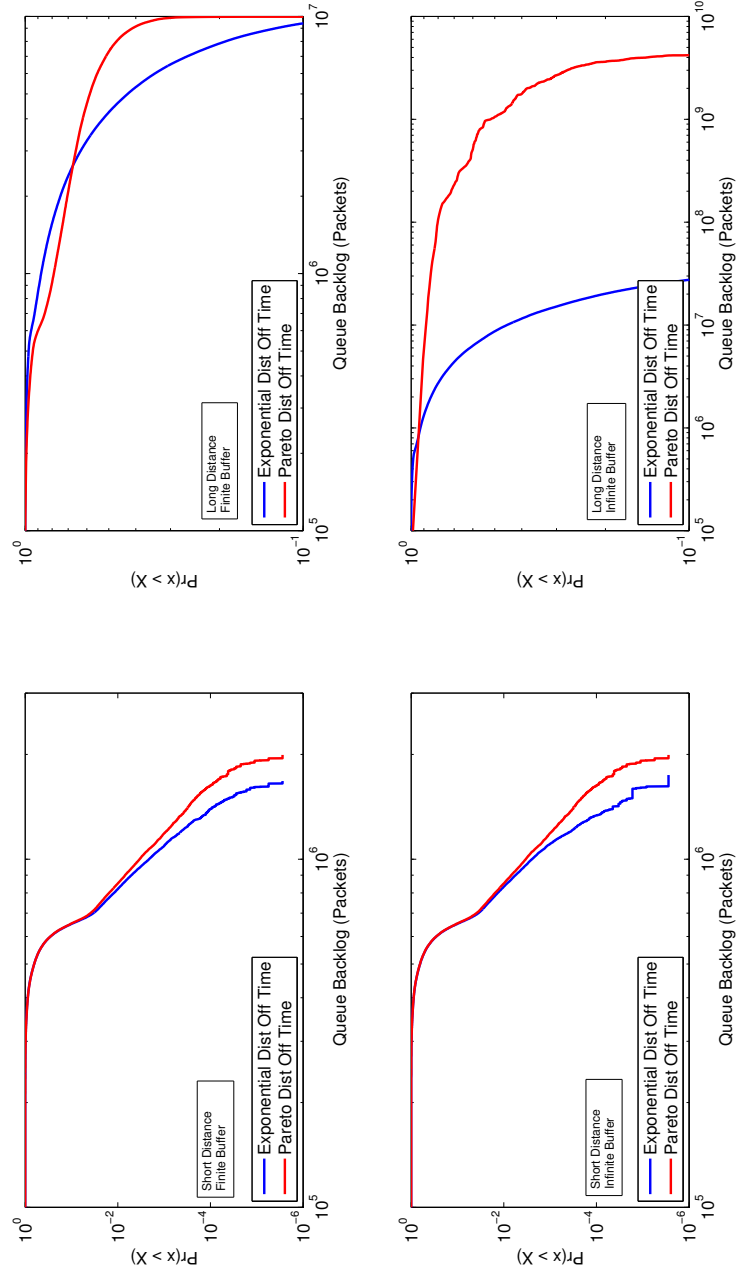 10^0
10^-2
10^-4
10^-6
Pr(x > X)
Short Distance
Finite Buffer
Exponential Dist Off Time
Pareto Dist Off Time
10^5
10^6
Queue Backlog (Packets)
10^0
10^-1
Pr(x > X)
Long Distance
Finite Buffer
Exponential Dist Off Time
Pareto Dist Off Time
10^5
10^6
10^7
Queue Backlog (Packets)
10^0
10^-2
10^-4
10^-6
Pr(x > X)
Short Distance
Infinite Buffer
Exponential Dist Off Time
Pareto Dist Off Time
10^5
10^6
Queue Backlog (Packets)
10^0
10^-1
Pr(x > X)
Long Distance
Infinite Buffer
Exponential Dist Off Time
Pareto Dist Off Time
10^5
10^6
10^7
10^8
10^9
10^10
Queue Backlog (Packets)